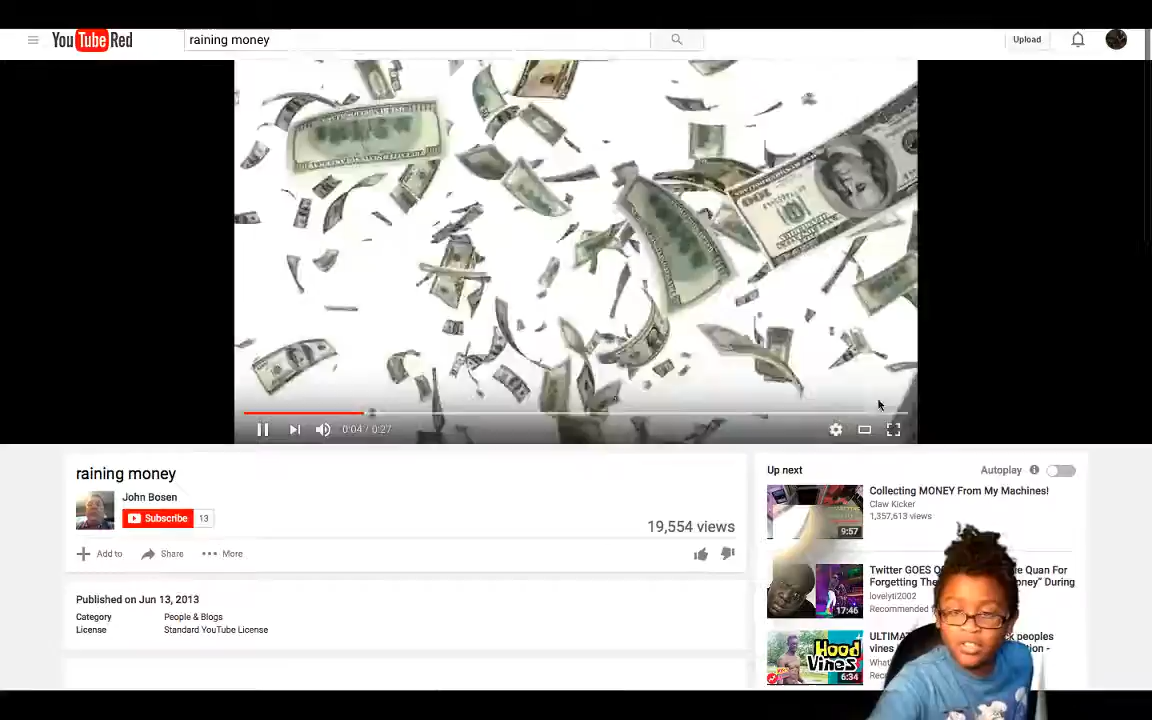 YouTube Red
raining money
Upload
100
0:04 / 0:27
raining money
John Bosen
Subscribe 13
19,554 views
Add to Share More
Published on Jun 13, 2013
Category People & Blogs
License Standard YouTube License
Up next
Autoplay
Collecting MONEY From My Machines!
Claw Kicker
1,357,613 views
9:57
Twitter GOES Quan For
Forgetting The money" During
lovelyti2002
Recommended
17:46
peoples
vines
Hood
Vines
6:34